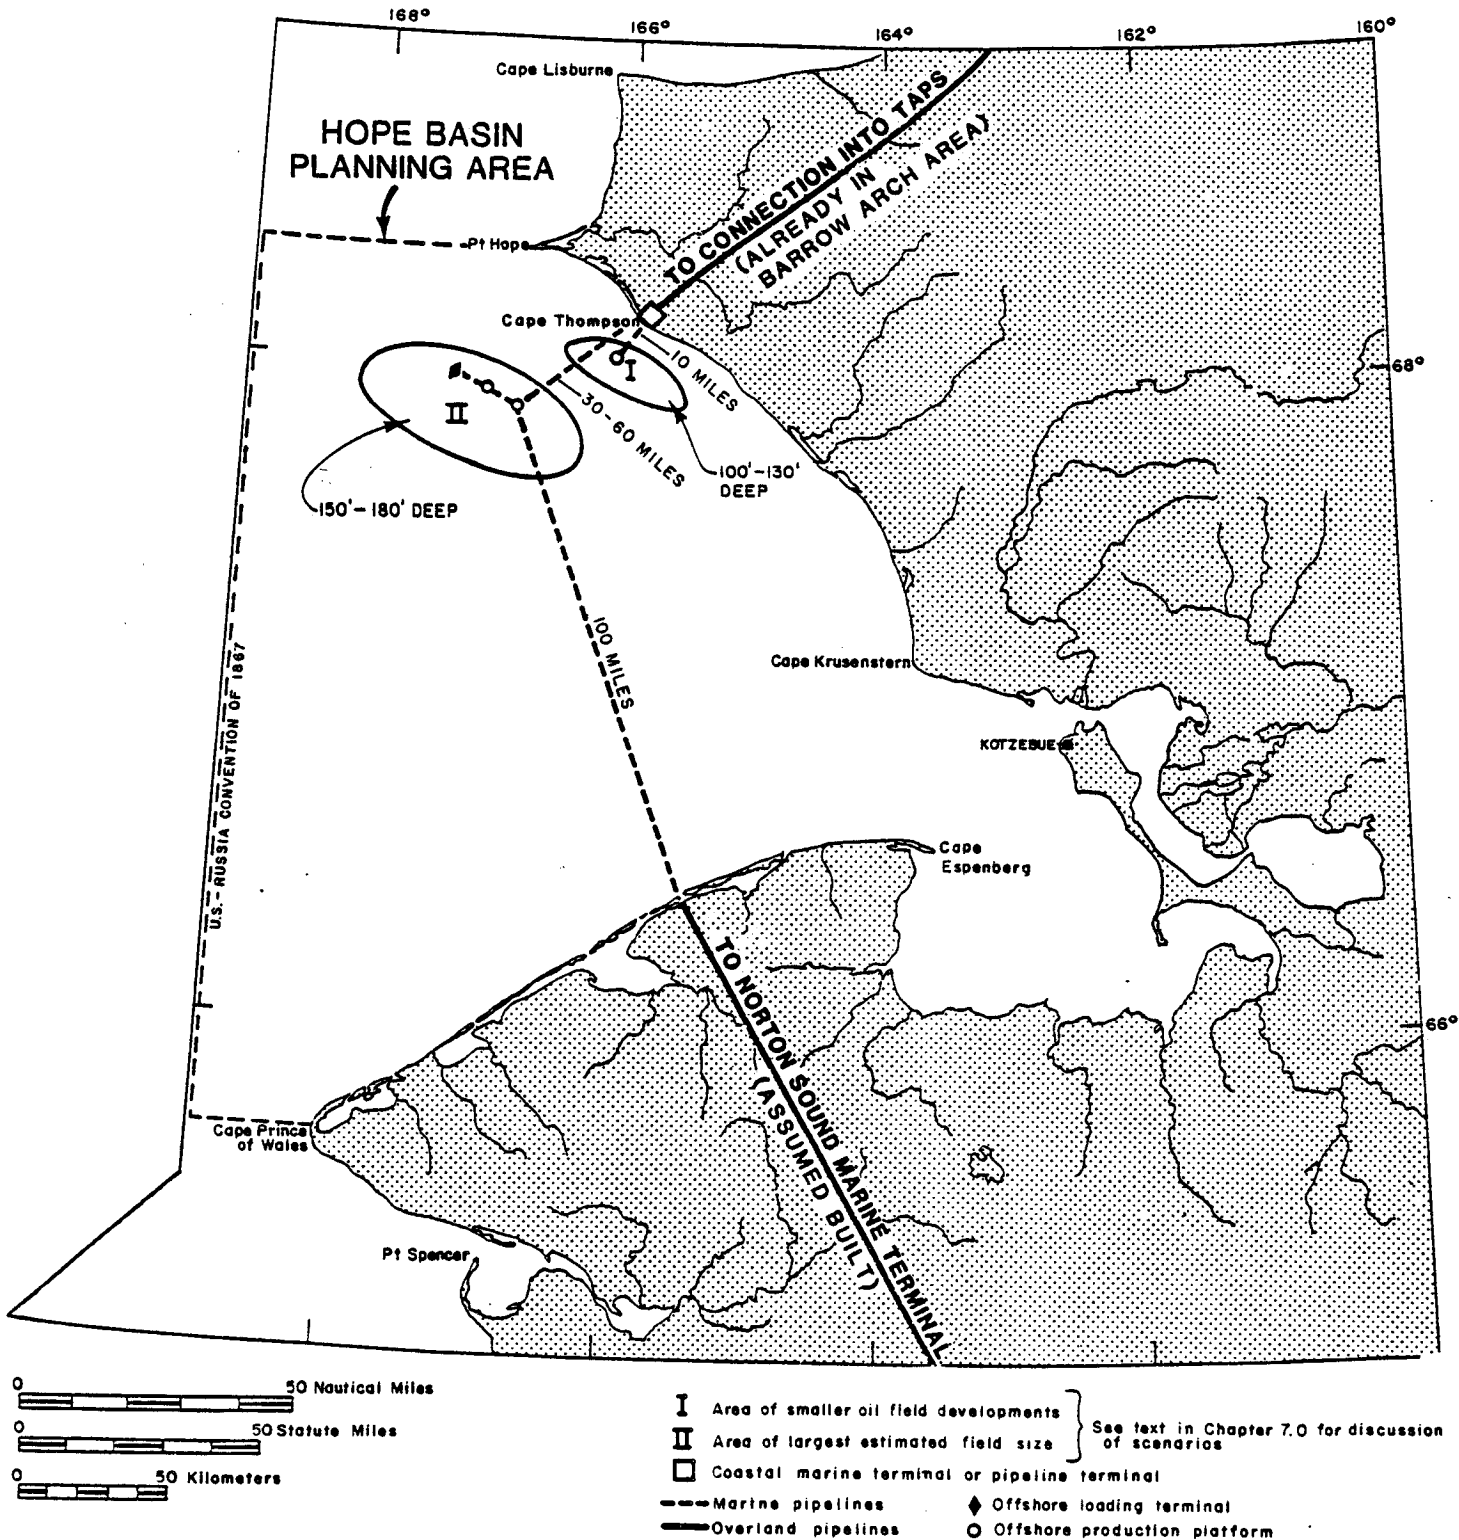 168°
166°
164°
162°
160°
Cape Lisburne
HOPE BASIN
PLANNING AREA
TO CONNECTION INTO TAPS
(ALREADY IN
BARROW ARCH AREA)
Pt Hope
Cape Thompson
I
10 MILES
68°
II
30-60 MILES
100'-130'
DEEP
150'-180' DEEP
100 MILES
U.S.-RUSSIA CONVENTION OF 1867
Cape Krusenstern
KOTZEBUE
Cape
Espenberg
TO NORTON SOUND MARINE TERMINAL
(ASSUMED BUILT)
66°
Cape Prince
of Wales
Pt Spencer
0 50 Nautical Miles
0 50 Statute Miles
0 50 Kilometers
I Area of smaller oil field developments
II Area of largest estimated field size
See text in Chapter 7.0 for discussion
of scenarios
Coastal marine terminal or pipeline terminal
Marine pipelines
Offshore loading terminal
Overland pipelines
Offshore production platform